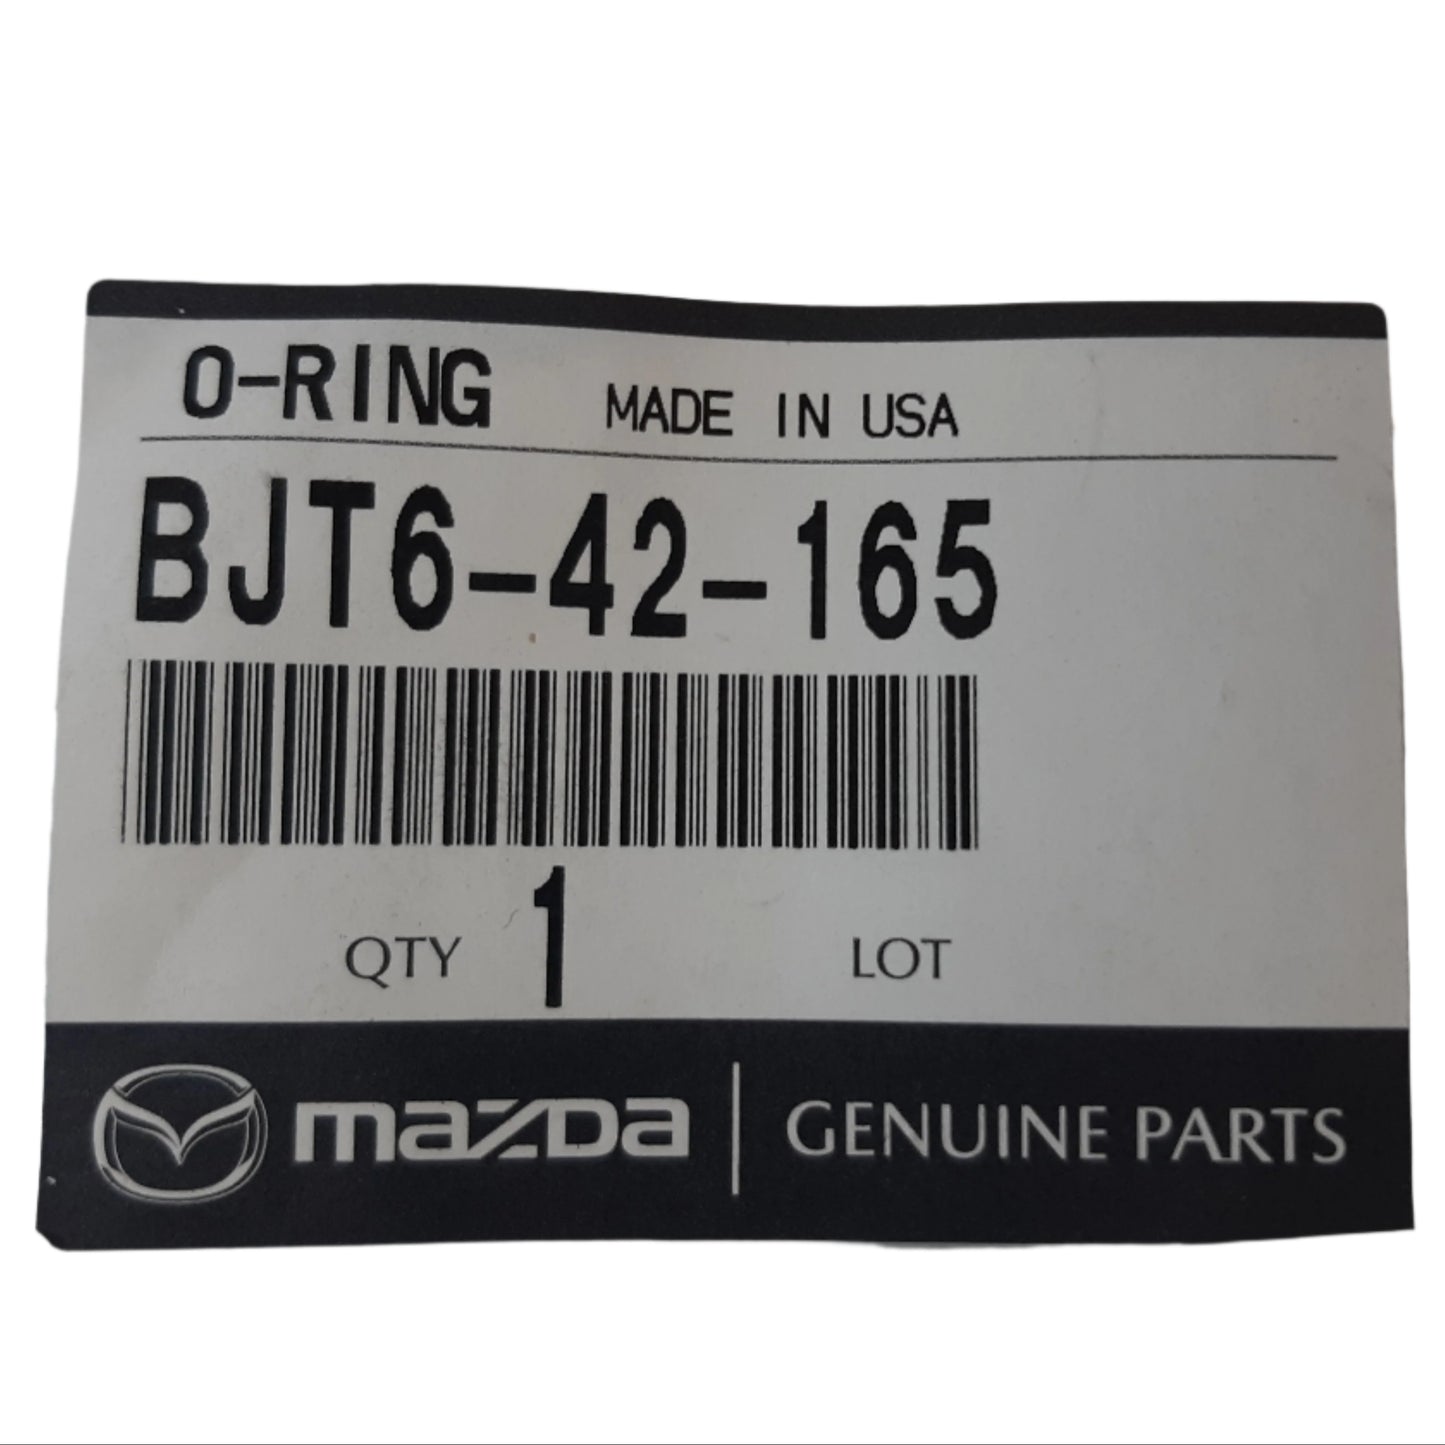 O-RING MADE IN USA
BJT6-42-165
QTY 1 LOT
mazda | GENUINE PARTS